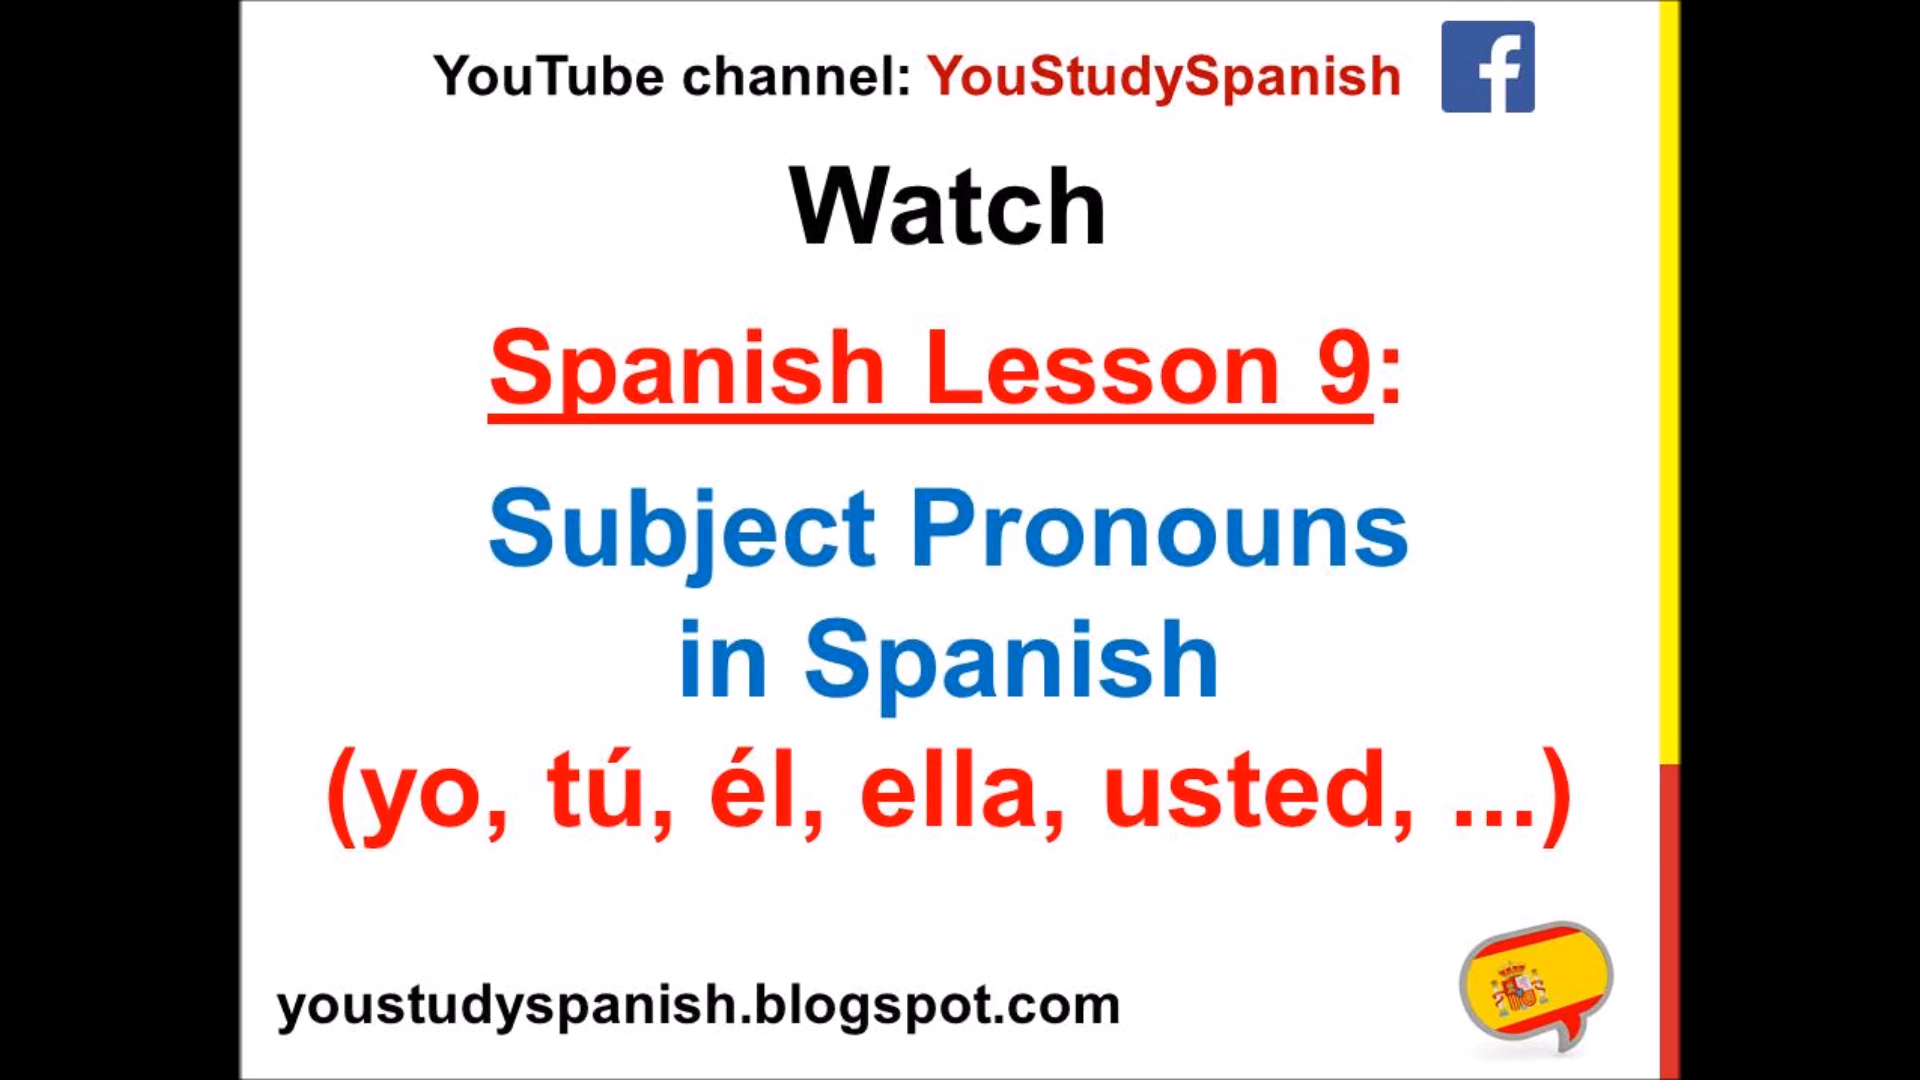 YouTube channel: YouStudySpanish
Watch
Spanish Lesson 9:
Subject Pronouns
in Spanish
(yo, tú, él, ella, usted, ...)
youstudyspanish.blogspot.com